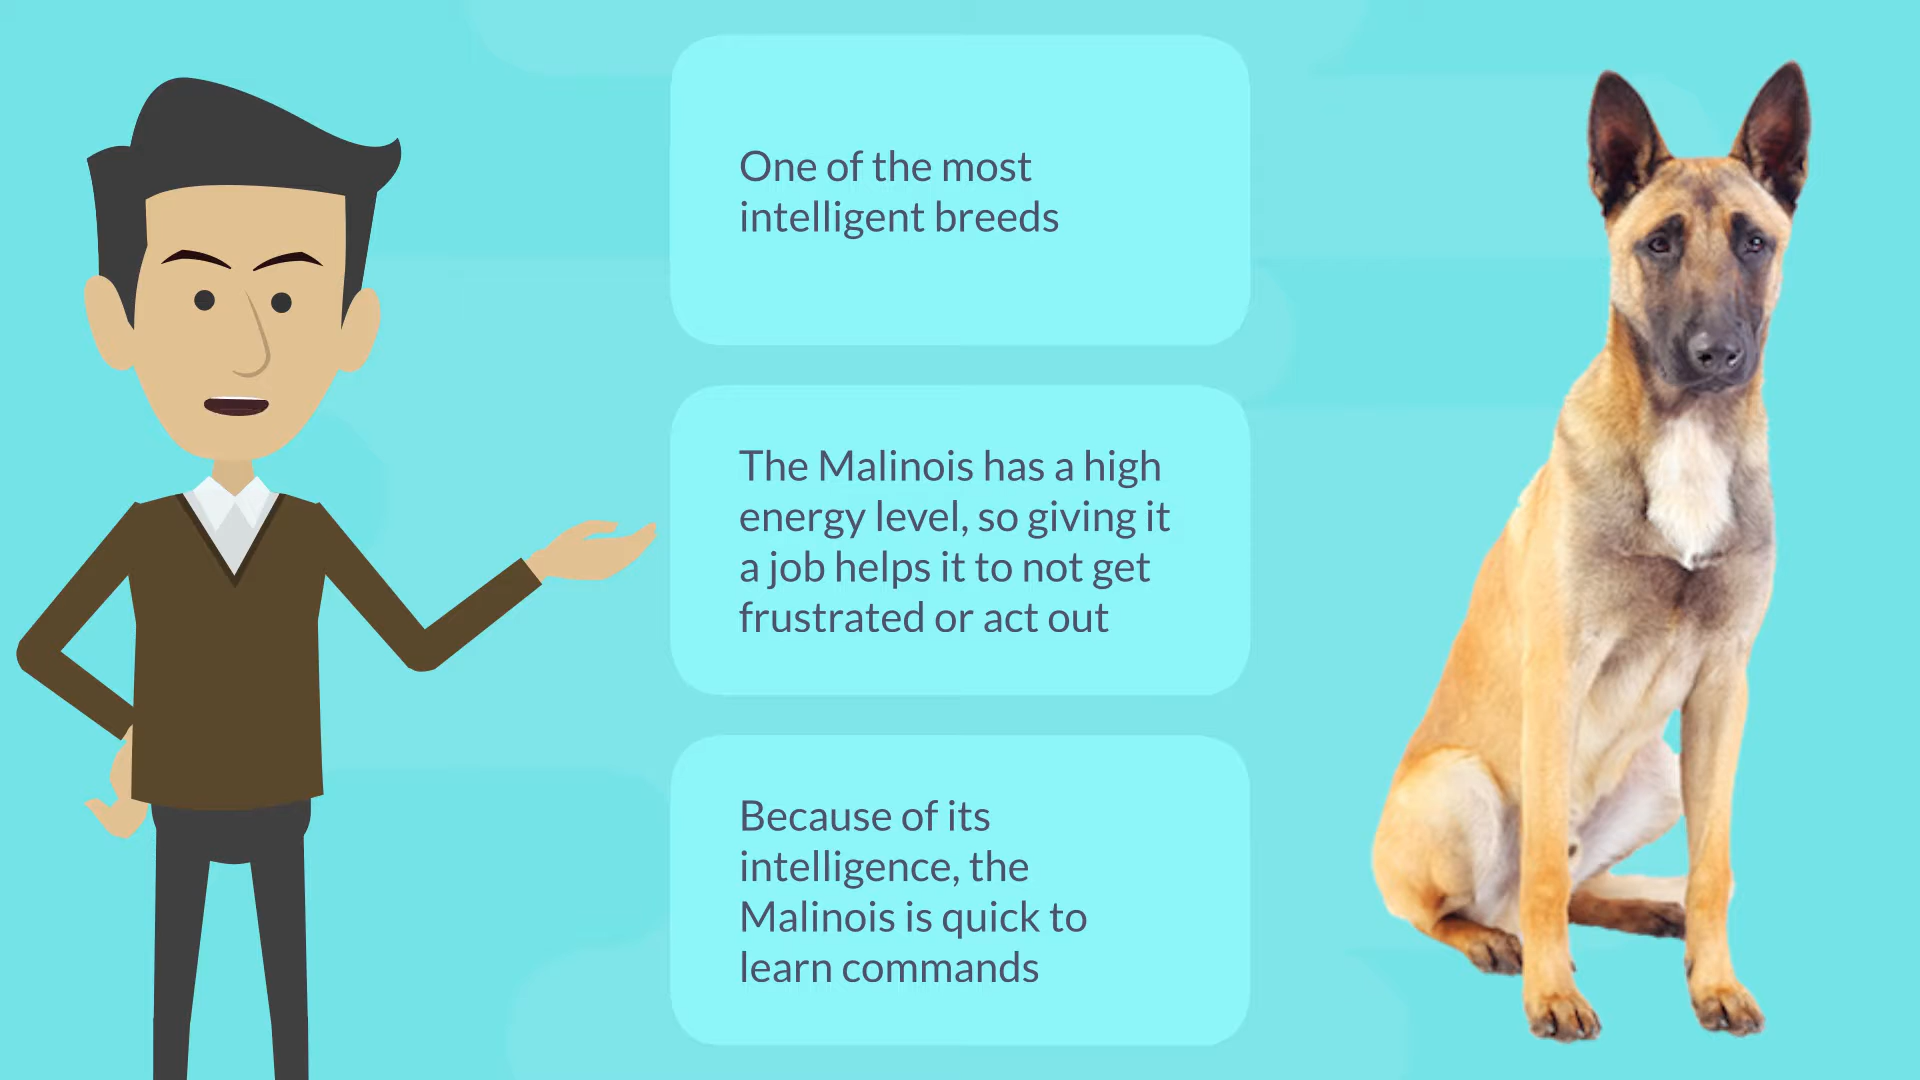 One of the most
intelligent breeds
The Malinois has a high
energy level, so giving it
a job helps it to not get
frustrated or act out
Because of its
intelligence, the
Malinois is quick to
learn commands